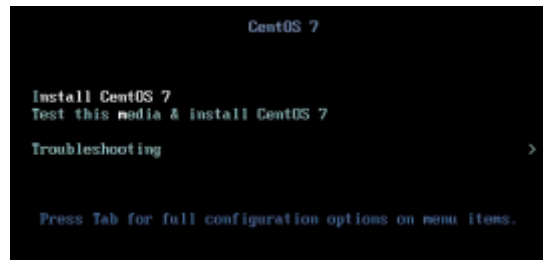 CentOS 7
Install CentOS 7
Test this media & install CentOS 7
Troubleshooting >
Press Tab for full configuration options on menu items.